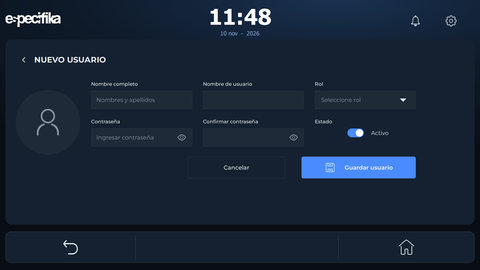 e-pecifika
11:48
10 nov - 2026
NUEVO USUARIO
Nombre completo
Nombre de usuario
Rol
Nombres y apellidos
Seleccione rol
Contraseña
Confirmar contraseña
Estado
Ingresar contraseña
Activo
Cancelar
Guardar usuario